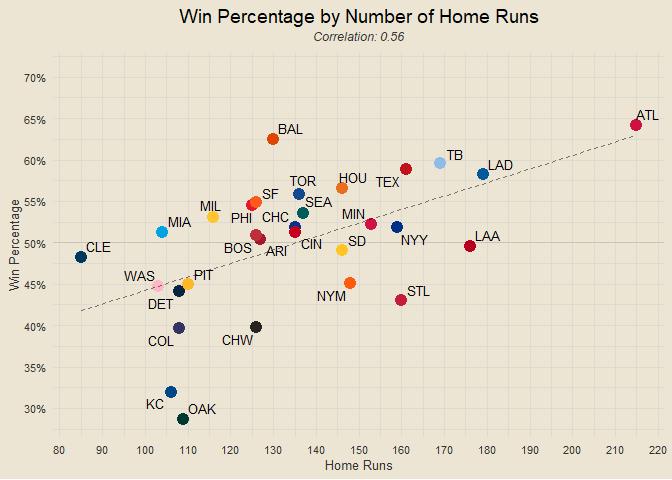 Win Percentage by Number of Home Runs
Correlation: 0.56
Win Percentage
70%
65%
60%
55%
50%
45%
40%
35%
30%
ATL
BAL
TB
LAD
HOU
TEX
TOR
SF
SEA
MIL
PHI
CHC
MIN
MIA
BOS
ARI
CIN
SD
NYY
LAA
CLE
WAS
PIT
DET
NYM
STL
COL
CHW
KC
OAK
80 90 100 110 120 130 140 150 160 170 180 190 200 210 220
Home Runs